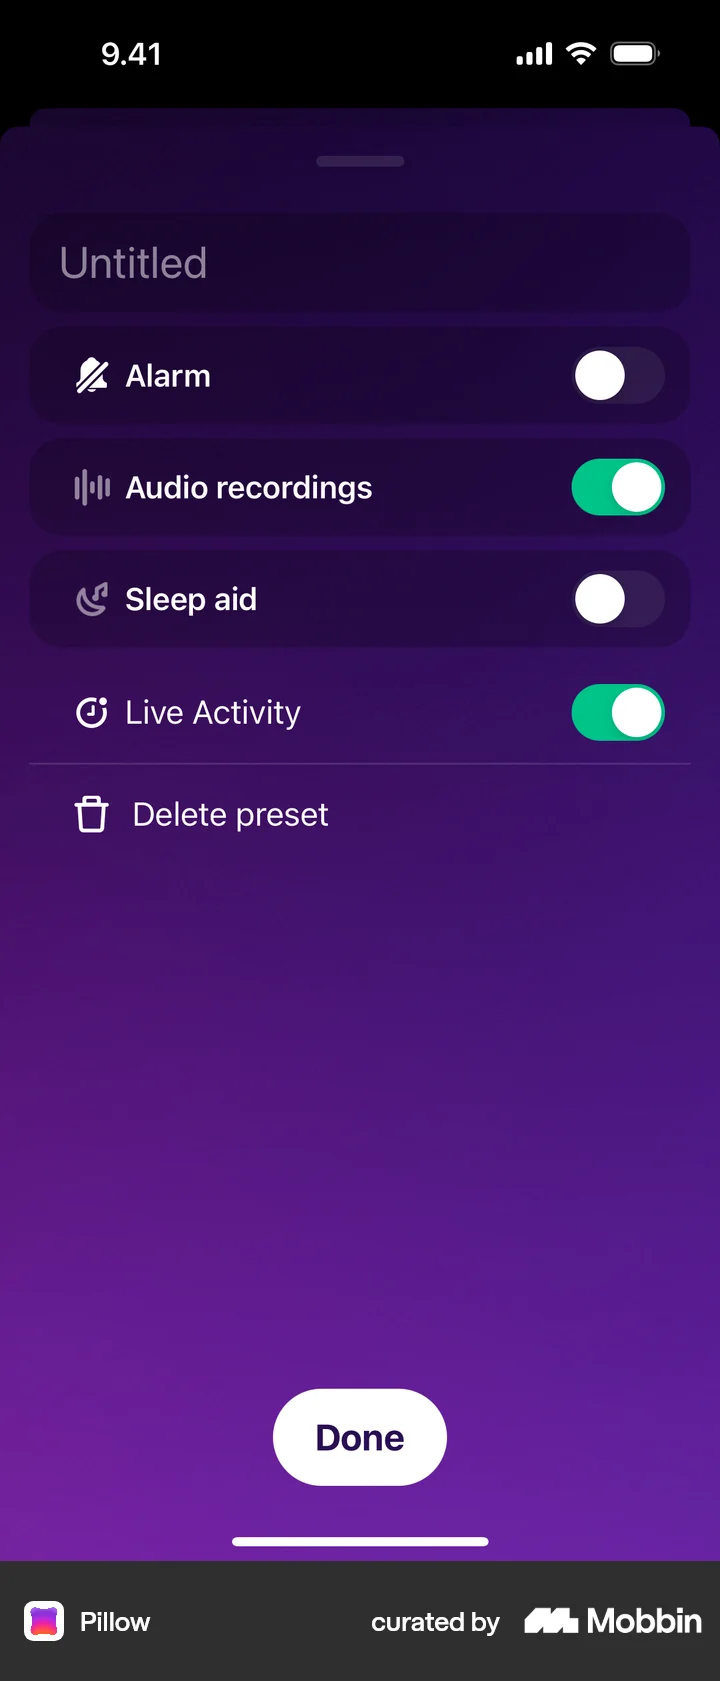 9.41
Untitled
Alarm
Audio recordings
Sleep aid
Live Activity
Delete preset
Done
Pillow
curated by Mobbin